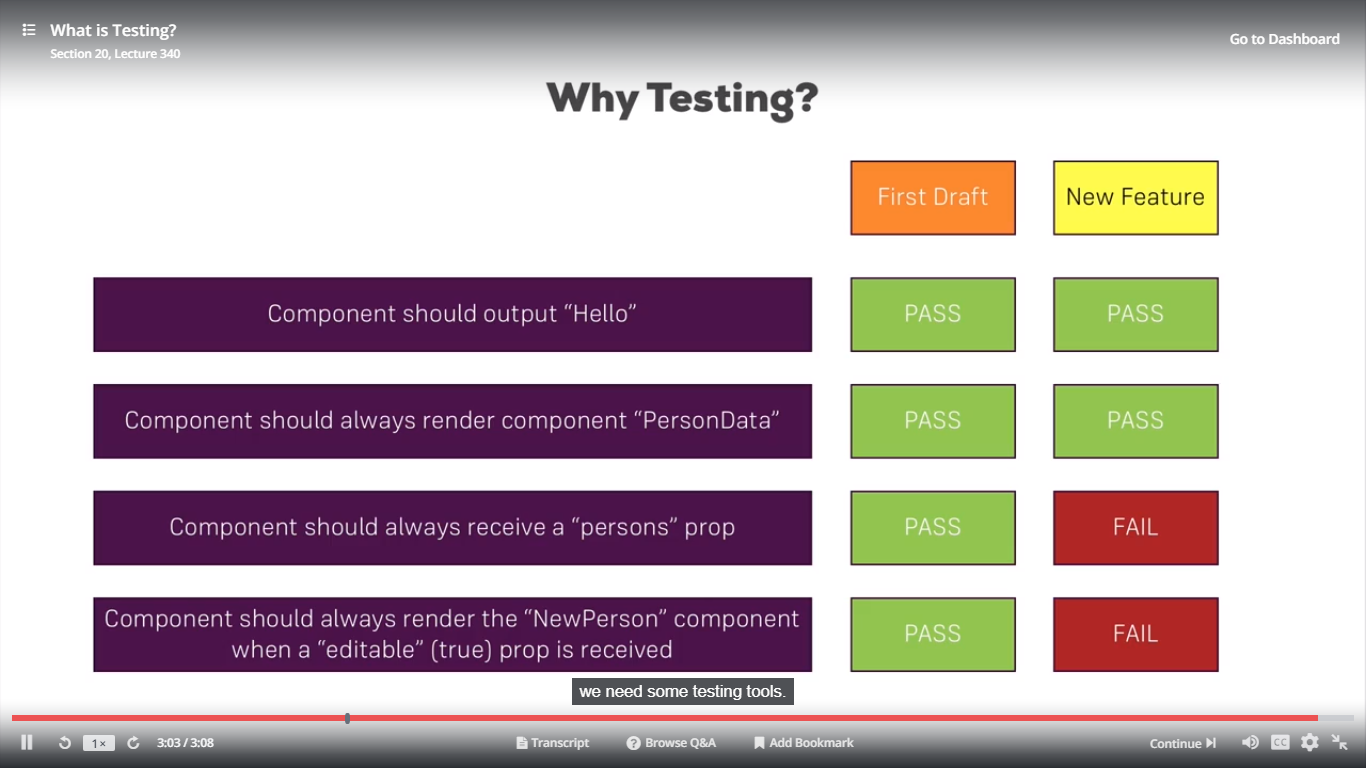 What is Testing?
Section 20, Lecture 340
Go to Dashboard
Why Testing?
First Draft
New Feature
Component should output “Hello”
PASS
PASS
Component should always render component “PersonData”
PASS
PASS
Component should always receive a “persons” prop
PASS
FAIL
Component should always render the “NewPerson” component
when a “editable” (true) prop is received
PASS
FAIL
we need some testing tools.
1×
3:03 / 3:08
Transcript
? Browse Q&A
Add Bookmark
Continue
CC